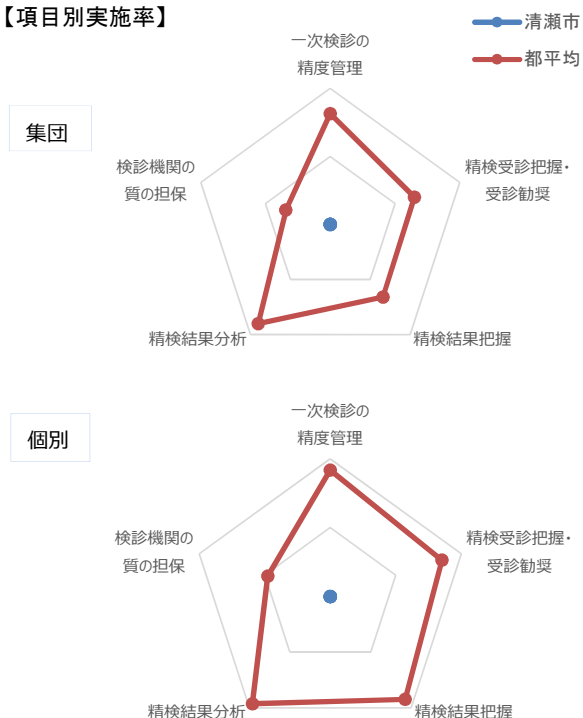 【項目別実施率】
清瀬市
都平均
集団
一次検診の
精度管理
検診機関の
質の担保
精検受診把握・
受診勧奨
精検結果分析
精検結果把握
個別
一次検診の
精度管理
検診機関の
質の担保
精検受診把握・
受診勧奨
精検結果分析
精検結果把握